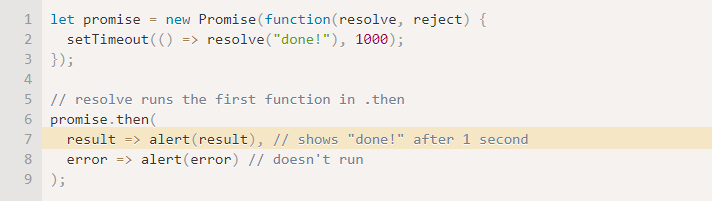 1 let promise = new Promise(function(resolve, reject) {
2   setTimeout(() => resolve("done!"), 1000);
3 });
4
5 // resolve runs the first function in .then
6 promise.then(
7   result => alert(result), // shows "done!" after 1 second
8   error => alert(error) // doesn't run
9 );